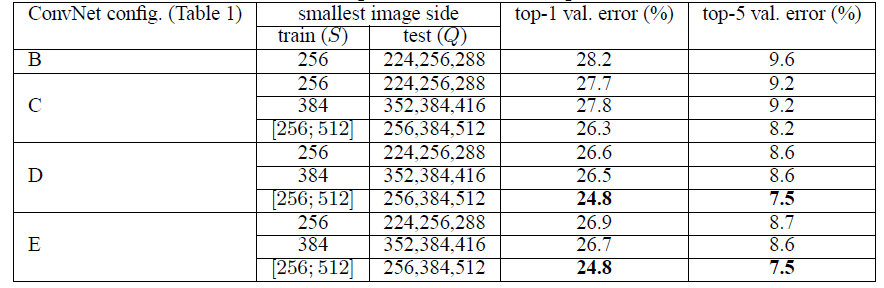 ConvNet config. (Table 1) smallest image side top-1 val. error (%) top-5 val. error (%)
train (S) test (Q)
B 256 224,256,288 28.2 9.6
256 224,256,288 27.7 9.2
C 384 352,384,416 27.8 9.2
[256; 512] 256,384,512 26.3 8.2
256 224,256,288 26.6 8.6
D 384 352,384,416 26.5 8.6
[256; 512] 256,384,512 24.8 7.5
256 224,256,288 26.9 8.7
E 384 352,384,416 26.7 8.6
[256; 512] 256,384,512 24.8 7.5